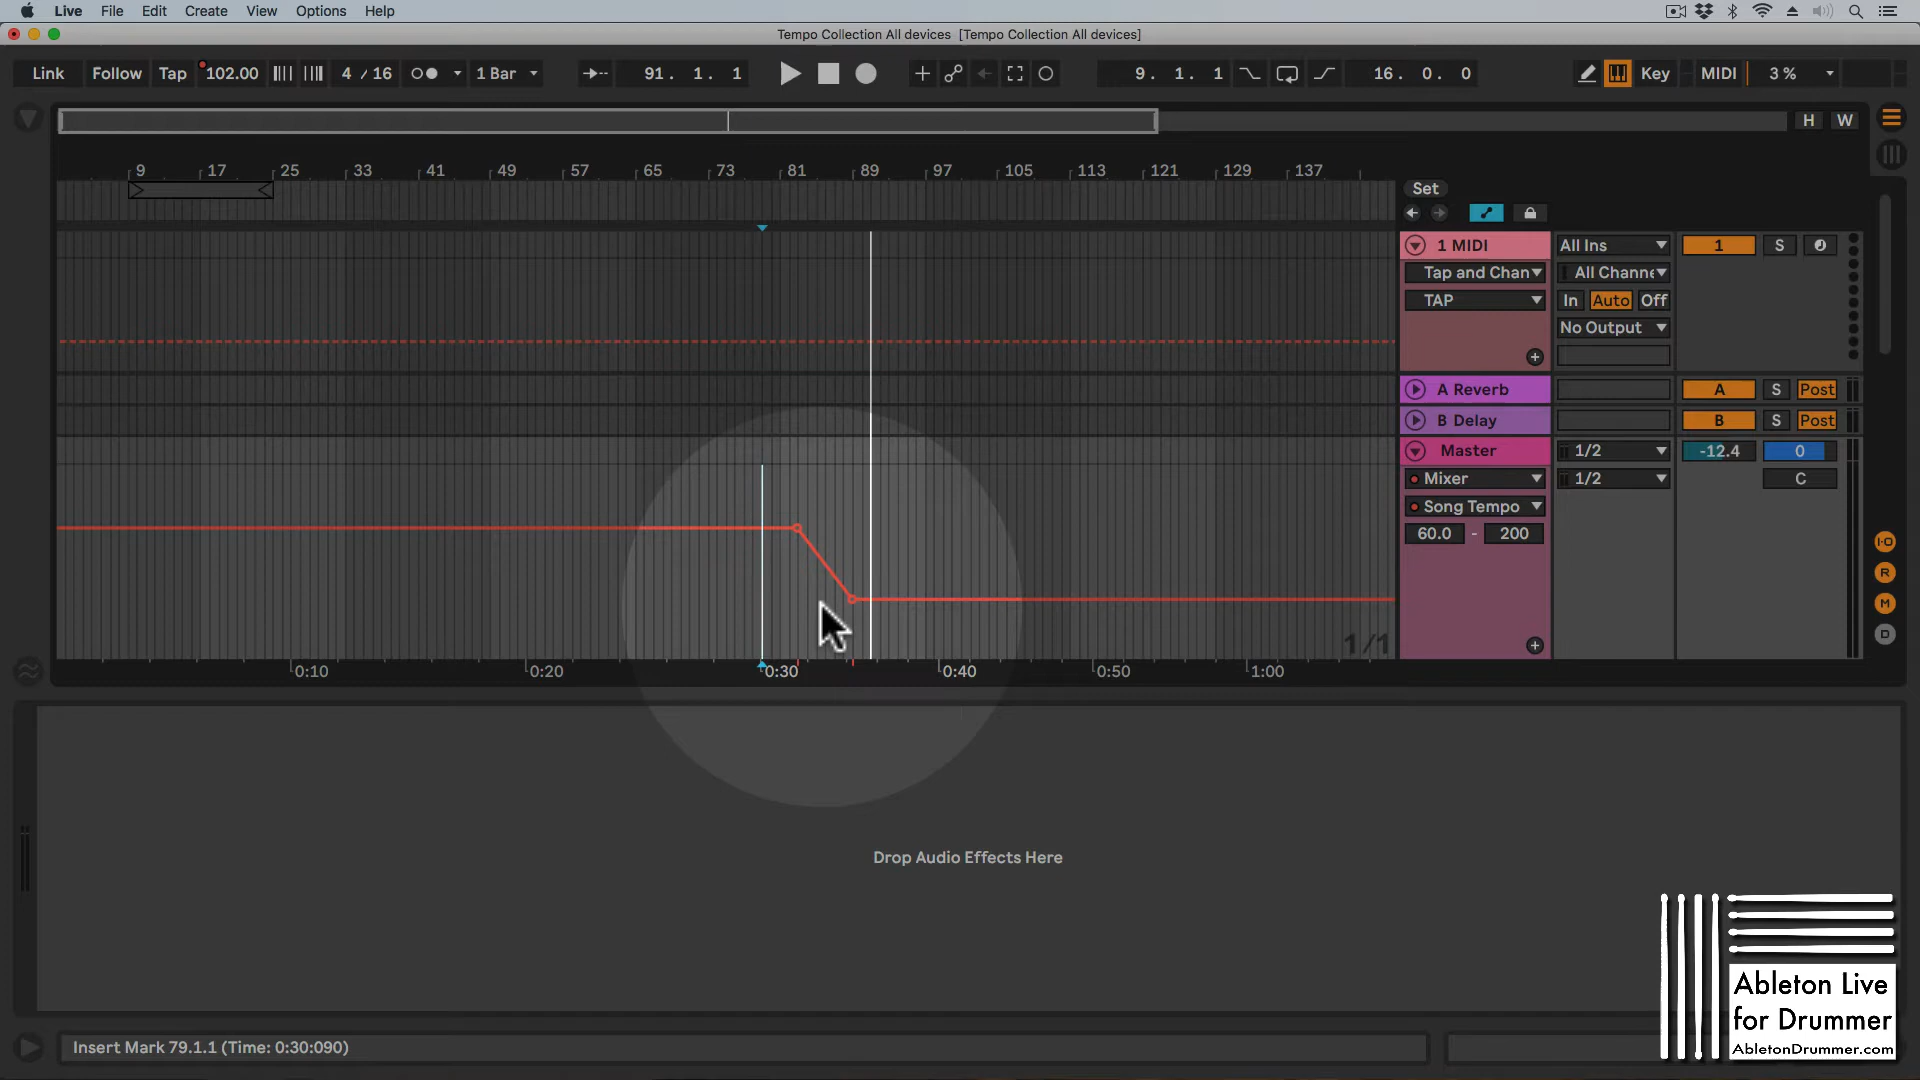 Live File Edit Create View Options Help
Tempo Collection All devices [Tempo Collection All devices]
Link Follow Tap 102.00 4 / 16 1 Bar 91. 1. 1 9. 1. 1 16. 0. 0 Key MIDI 3 %
H W
9 17 25 33 41 49 57 65 73 81 89 97 105 113 121 129 137
Set
1 MIDI All Ins 1 S
Tap and Chan All Channe
TAP In Auto Off
No Output
A Reverb A S Post
B Delay B S Post
Master 1/2 -12.4 0
Mixer 1/2 C
Song Tempo
60.0 - 200
I·O
R
M
D
1/1
0:10 0:20 0:30 0:40 0:50 1:00
Drop Audio Effects Here
Ableton Live
for Drummer
AbletonDrummer.com
Insert Mark 79.1.1 (Time: 0:30:090)